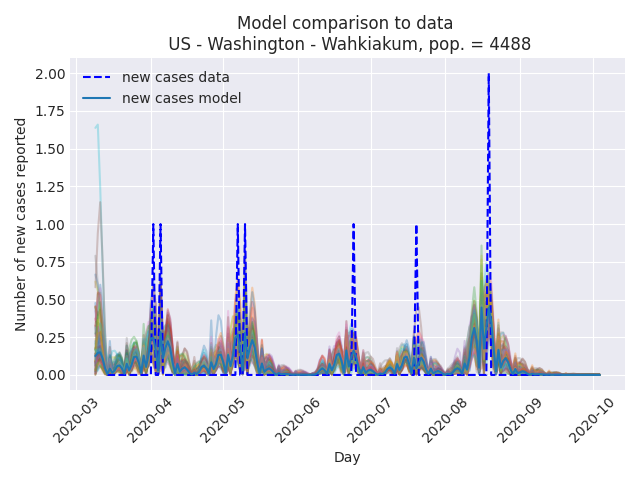 Model comparison to data
US - Washington - Wahkiakum, pop. = 4488
new cases data
new cases model
Number of new cases reported
2.00
1.75
1.50
1.25
1.00
0.75
0.50
0.25
0.00
2020-03
2020-04
2020-05
2020-06
2020-07
2020-08
2020-09
2020-10
Day